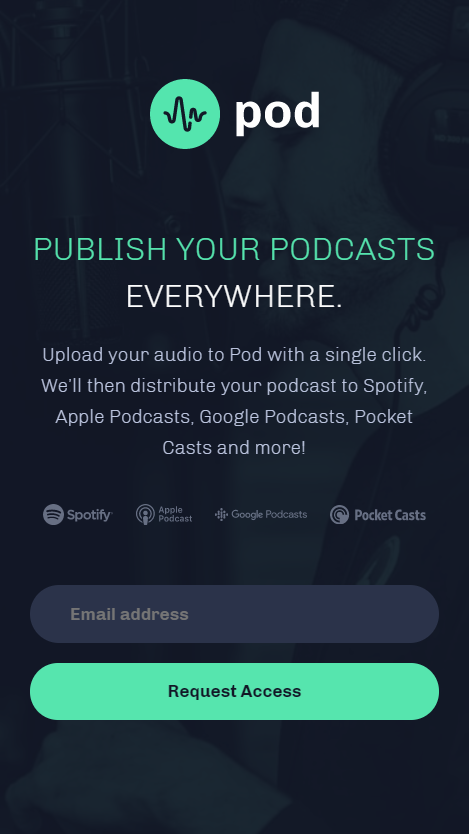 pod
PUBLISH YOUR PODCASTS
EVERYWHERE.
Upload your audio to Pod with a single click.
We’ll then distribute your podcast to Spotify,
Apple Podcasts, Google Podcasts, Pocket
Casts and more!
Spotify
Apple
Podcast
Google Podcasts
Pocket Casts
Email address
Request Access